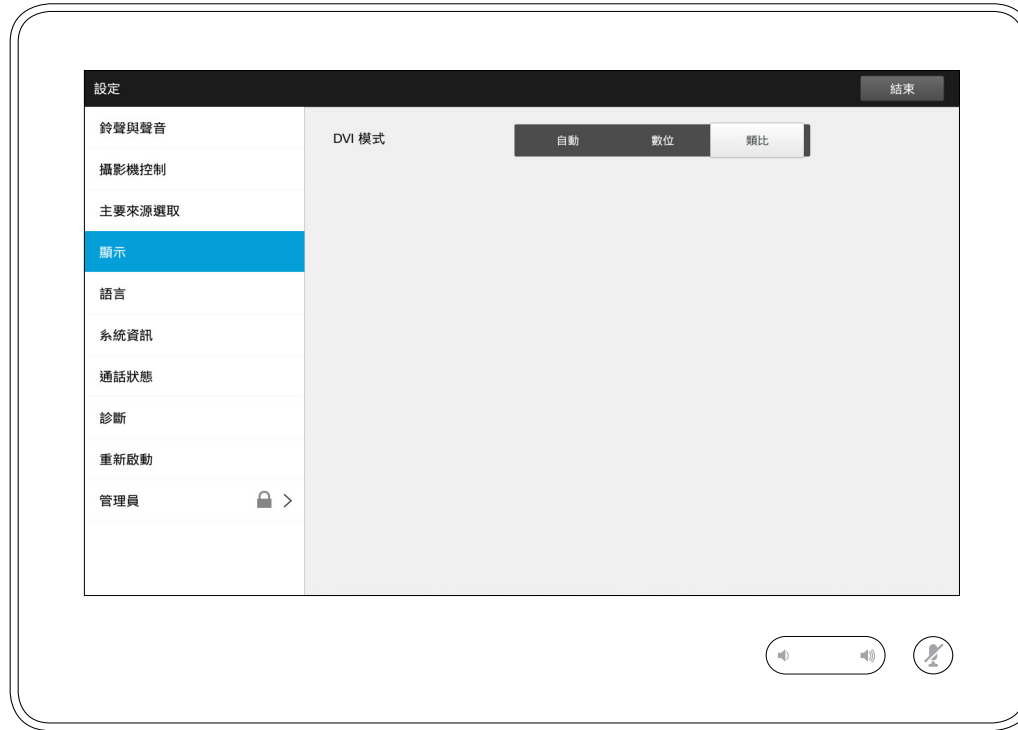 設定
結束
鈴聲與聲音
DVI 模式
自動
數位
類比
攝影機控制
主要來源選取
顯示
語言
系統資訊
通話狀態
診斷
重新啟動
管理員